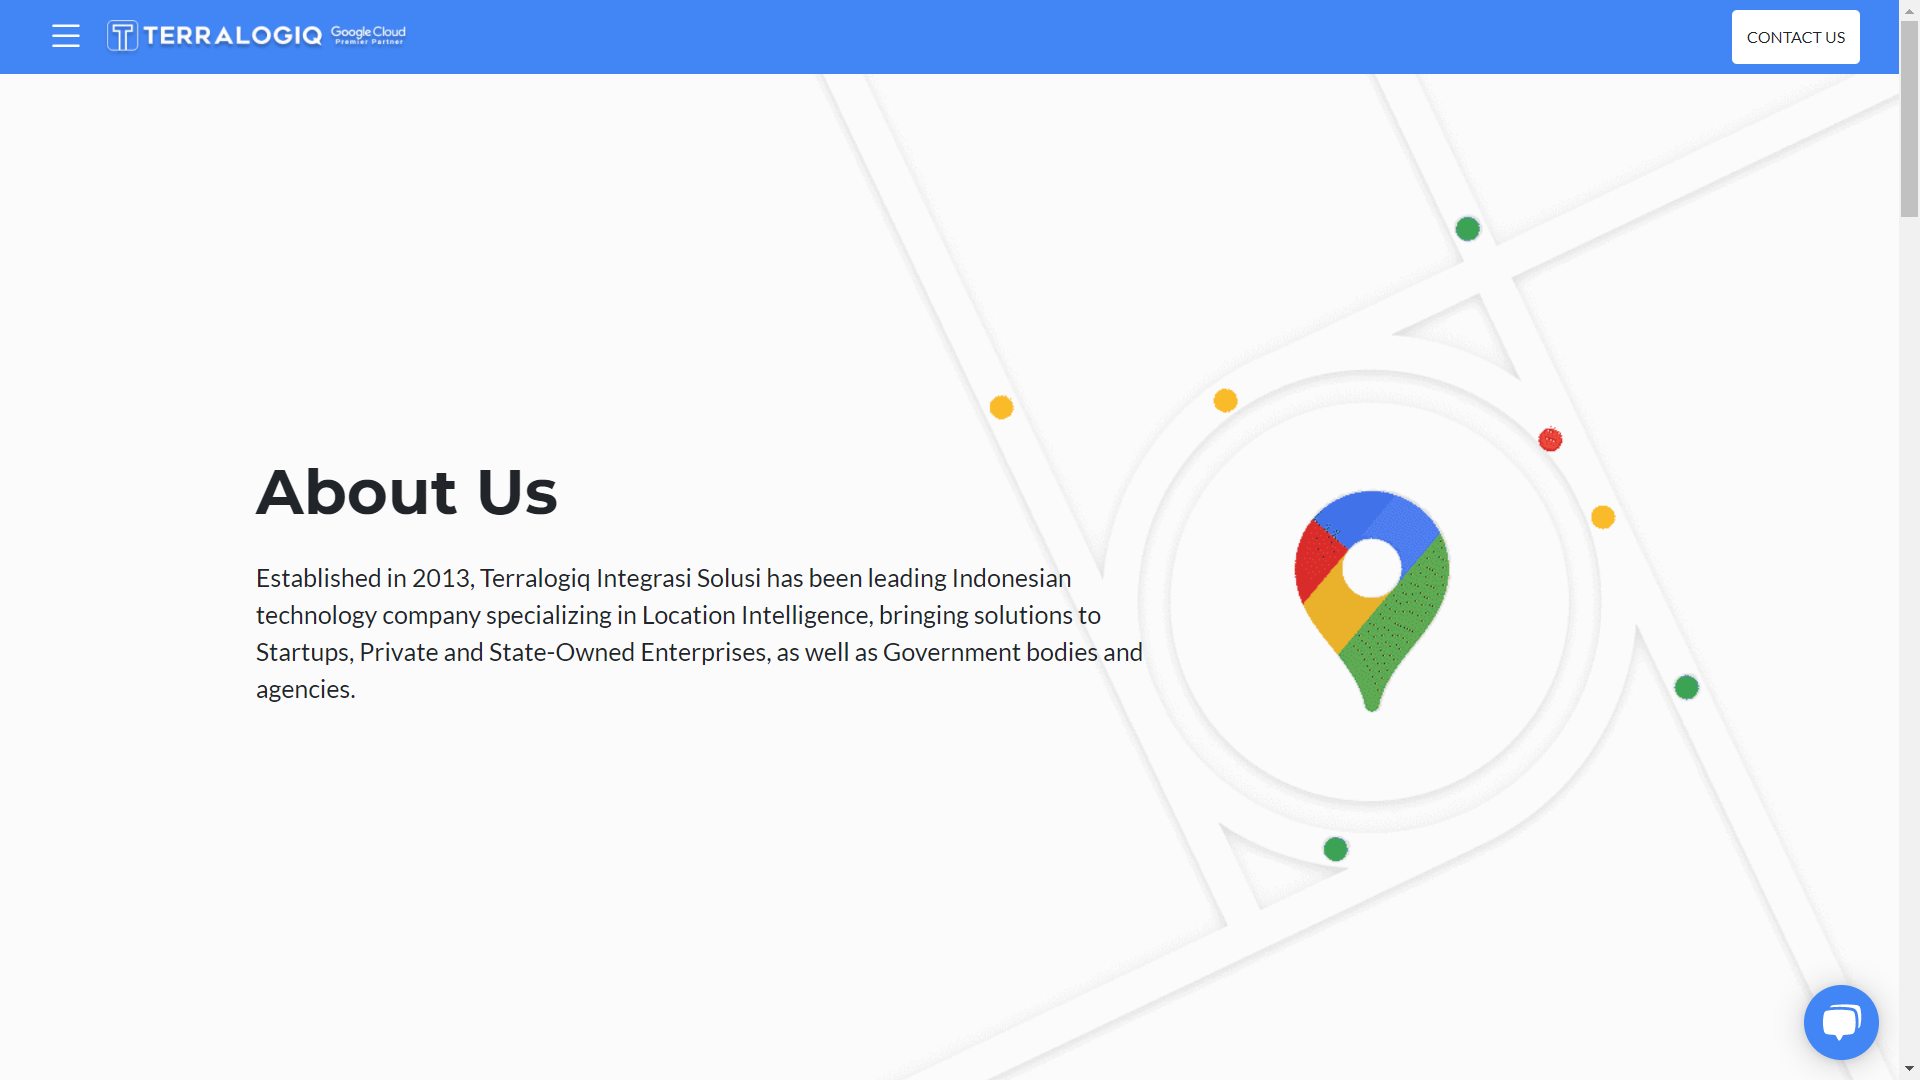 TERRALOGIQ Google Cloud
Premier Partner
CONTACT US
About Us
Established in 2013, Terralogiq Integrasi Solusi has been leading Indonesian
technology company specializing in Location Intelligence, bringing solutions to
Startups, Private and State-Owned Enterprises, as well as Government bodies and
agencies.